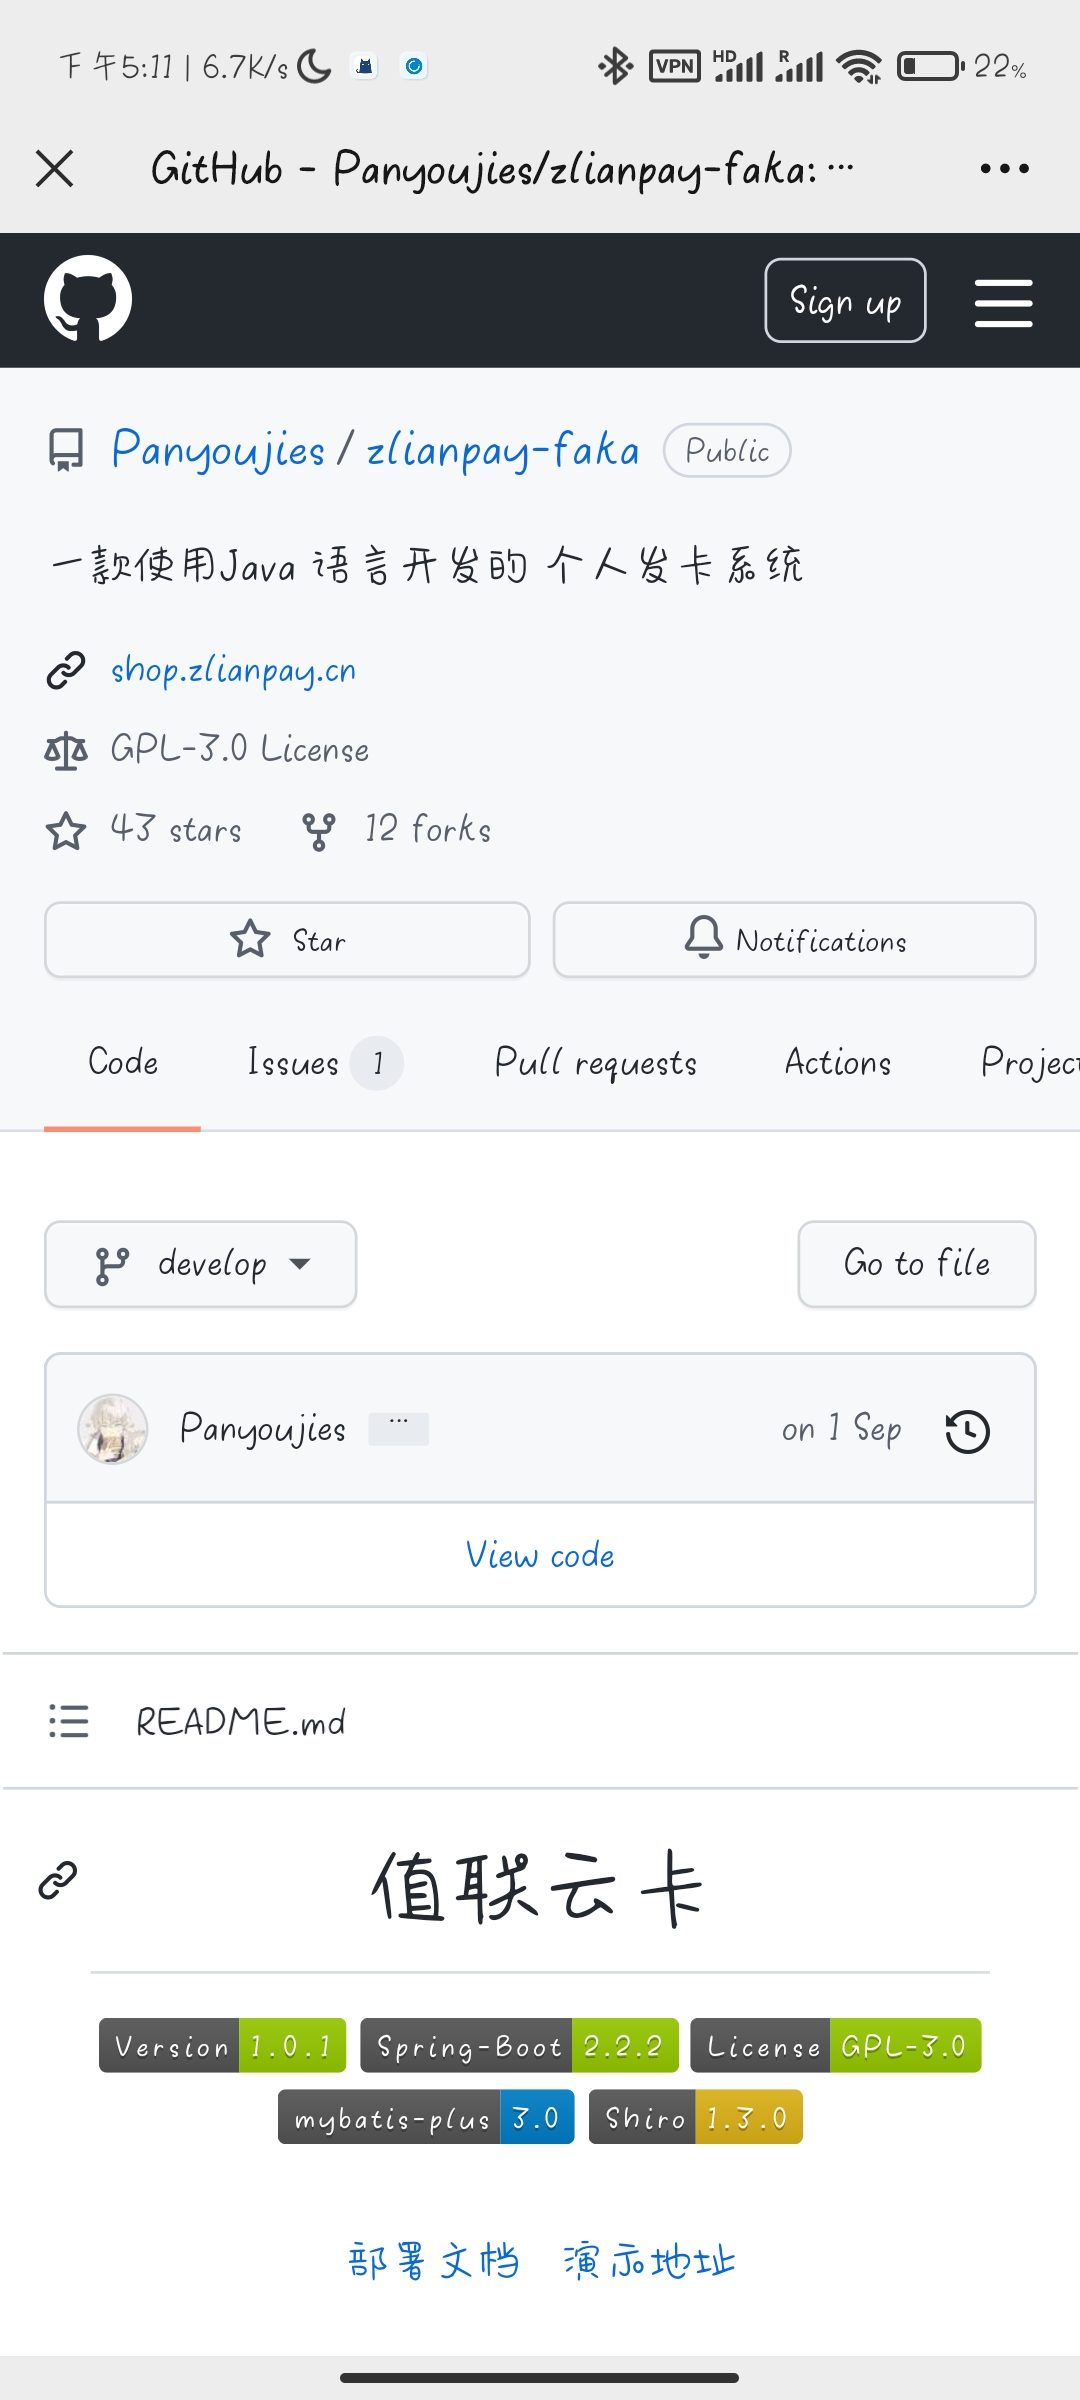 下午5:11 | 6.7K/s VPN HD R 22%
GitHub - Panyoujies/zlianpay-faka: ···
Sign up
Panyoujies / zlianpay-faka Public
一款使用Java 语言开发的 个人发卡系统
shop.zlianpay.cn
GPL-3.0 License
43 stars 12 forks
Star Notifications
Code Issues 1 Pull requests Actions Project
develop Go to file
Panyoujies ··· on 1 Sep
View code
README.md
值联云卡
Version 1.0.1 Spring-Boot 2.2.2 License GPL-3.0
mybatis-plus 3.0 Shiro 1.3.0
部署文档 演示地址